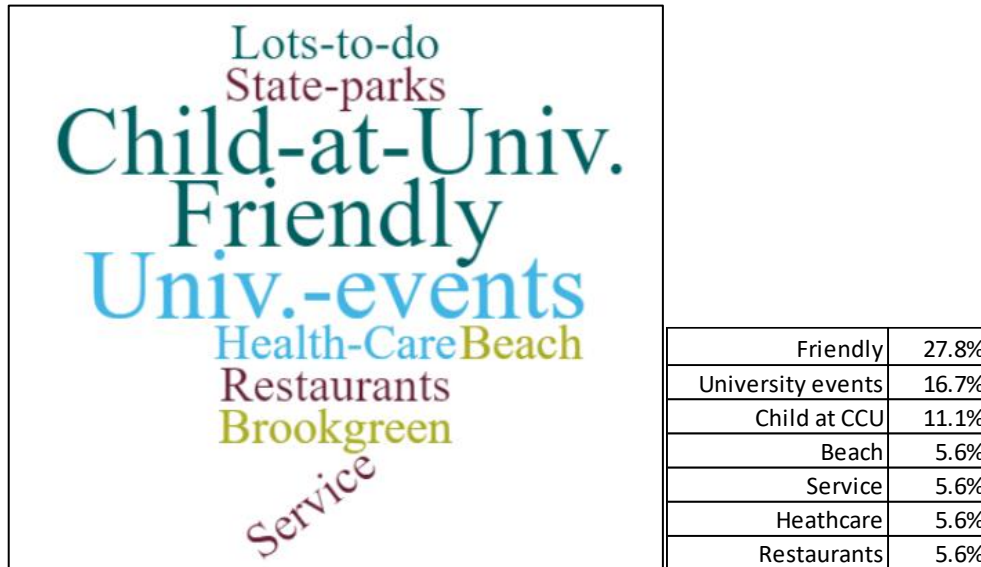 Lots-to-do
State-parks
Child-at-Univ.
Friendly
Univ.-events
Health-Care Beach
Restaurants
Brookgreen
Service
Friendly 27.8%
University events 16.7%
Child at CCU 11.1%
Beach 5.6%
Service 5.6%
Heathcare 5.6%
Restaurants 5.6%